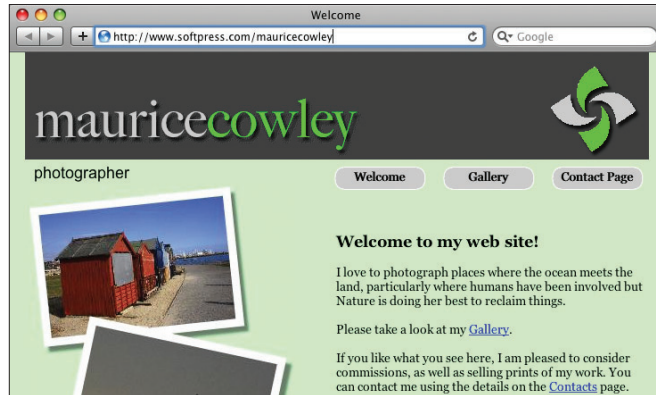 Welcome
http://www.softpress.com/mauricecowley
Google
mauricecowley
photographer
Welcome
Gallery
Contact Page
Welcome to my web site!
I love to photograph places where the ocean meets the
land, particularly where humans have been involved but
Nature is doing her best to reclaim things.
Please take a look at my Gallery.
If you like what you see here, I am pleased to consider
commissions, as well as selling prints of my work. You
can contact me using the details on the Contacts page.